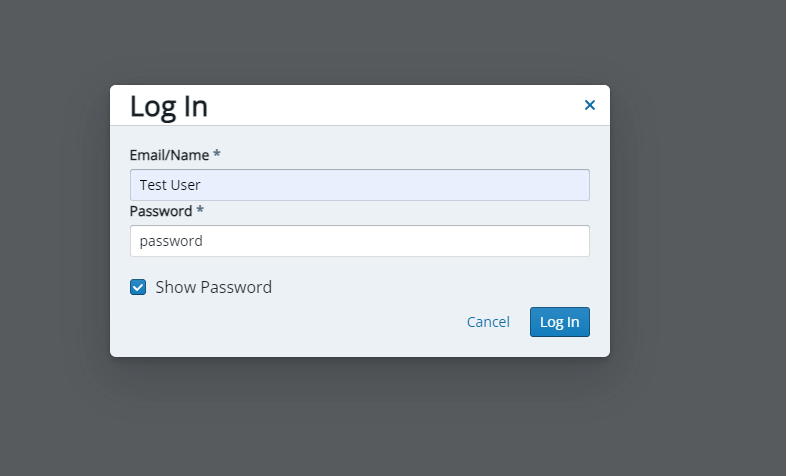 Log In
Email/Name *
Test User
Password *
password
Show Password
Cancel
Log In